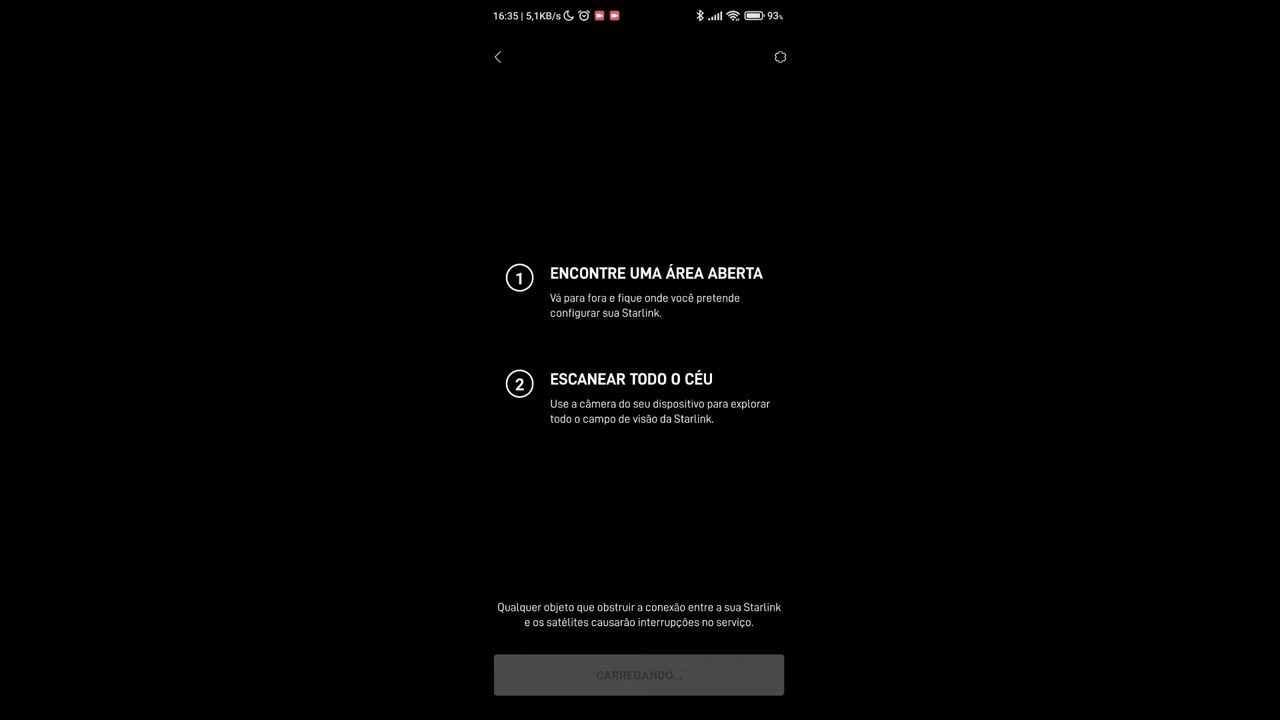 16:35 | 5,1KB/s
93%
1
ENCONTRE UMA ÁREA ABERTA
Vá para fora e fique onde você pretende
configurar sua Starlink.
2
ESCANEAR TODO O CÉU
Use a câmera do seu dispositivo para explorar
todo o campo de visão da Starlink.
Qualquer objeto que obstruir a conexão entre a sua Starlink
e os satélites causarão interrupções no serviço.
CARREGANDO...